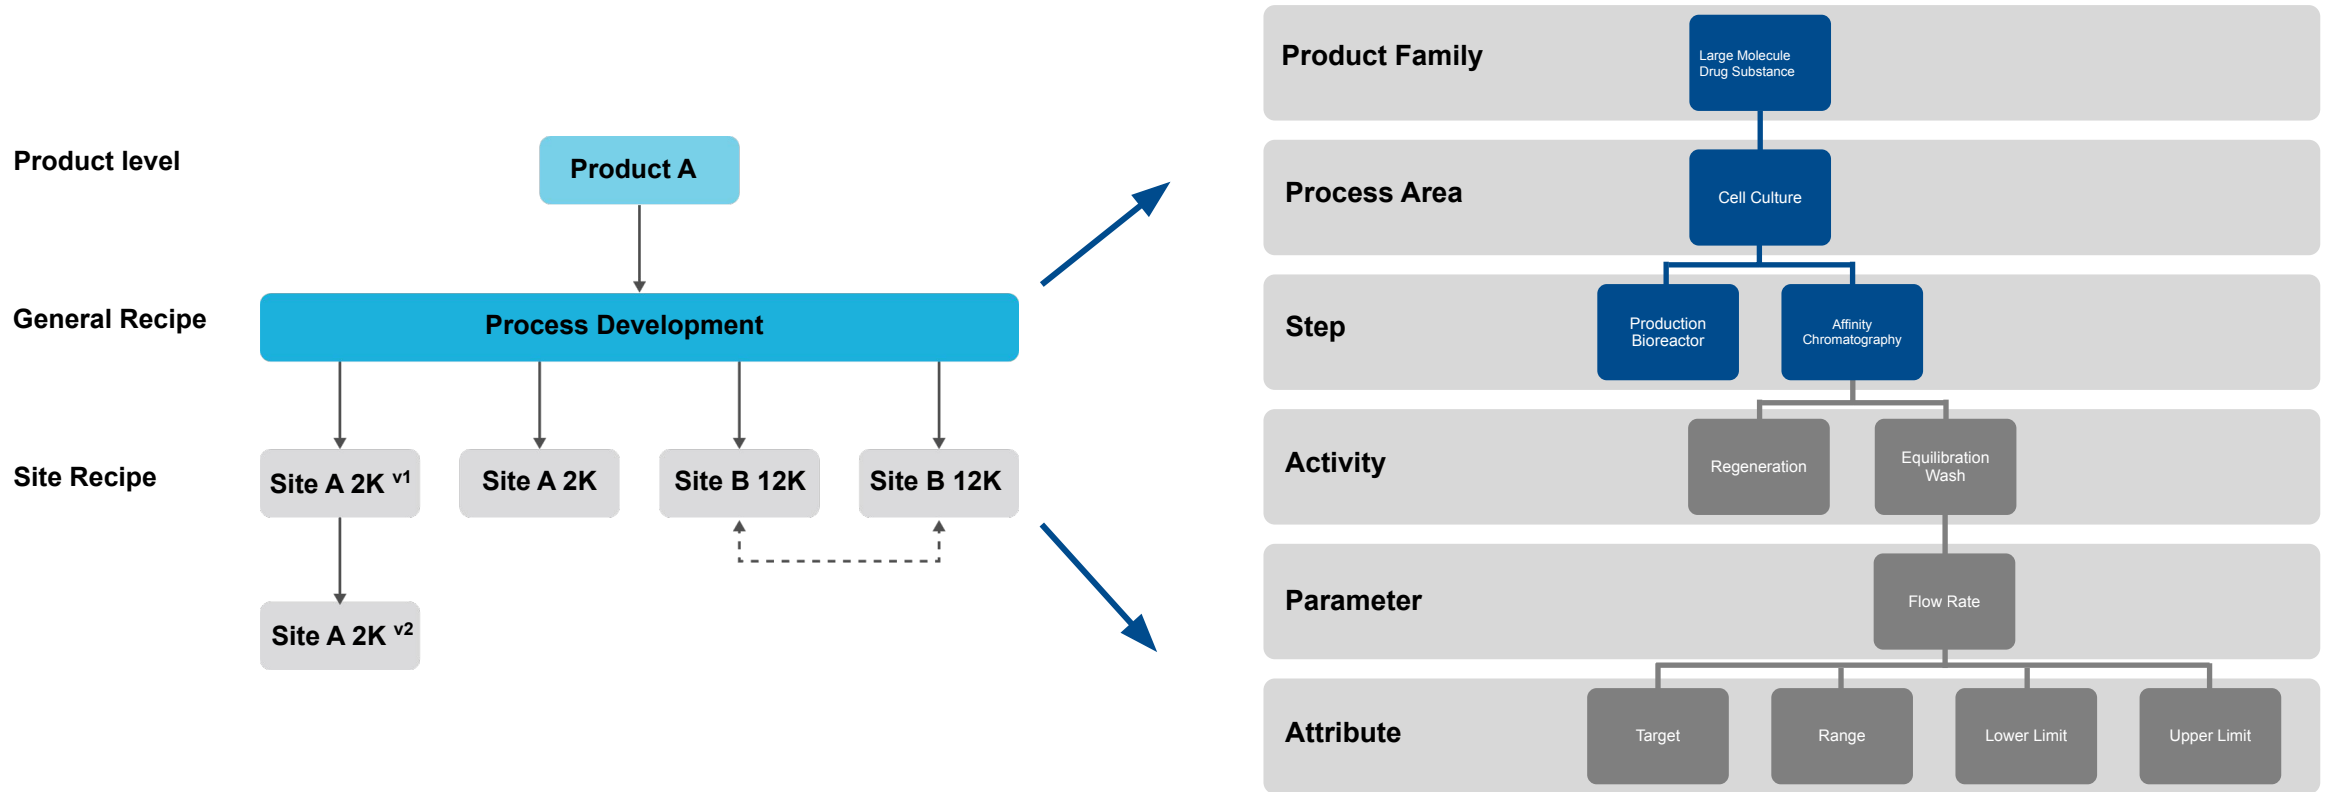 Product level
Product A
General Recipe
Process Development
Site Recipe
Site A 2K v1
Site A 2K
Site B 12K
Site B 12K
Site A 2K v2
Product Family
Large Molecule
Drug Substance
Process Area
Cell Culture
Step
Production
Bioreactor
Affinity
Chromatography
Activity
Regeneration
Equilibration
Wash
Parameter
Flow Rate
Attribute
Target
Range
Lower Limit
Upper Limit